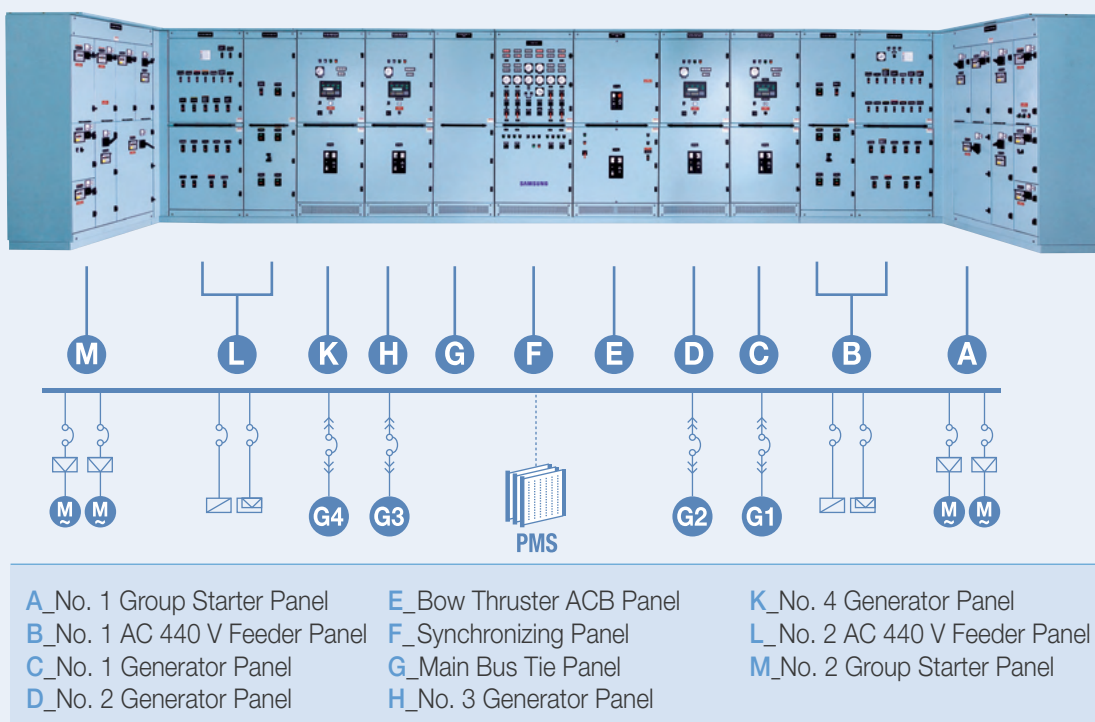 SAMSUNG
M L K H G F E D C B A
M ~ M ~ G4 G3 G2 G1 M ~ M ~
PMS
A_No. 1 Group Starter Panel
B_No. 1 AC 440 V Feeder Panel
C_No. 1 Generator Panel
D_No. 2 Generator Panel
E_Bow Thruster ACB Panel
F_Synchronizing Panel
G_Main Bus Tie Panel
H_No. 3 Generator Panel
K_No. 4 Generator Panel
L_No. 2 AC 440 V Feeder Panel
M_No. 2 Group Starter Panel